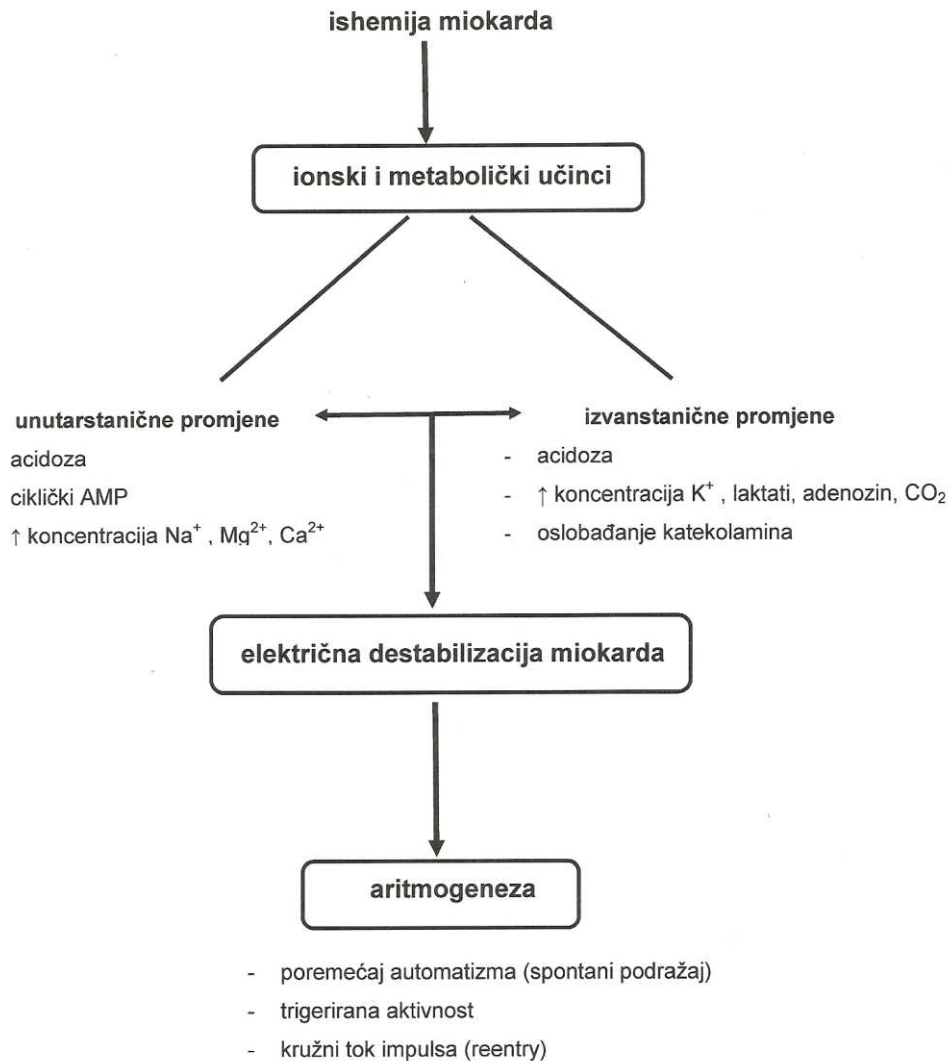 ishemija miokarda
ionski i metabolički učinci
unutarstanične promjene
acidoza
ciklički AMP
↑ koncentracija Na⁺ , Mg²⁺, Ca²⁺
izvanstanične promjene
- acidoza
- ↑ koncentracija K⁺ , laktati, adenozin, CO₂
- oslobađanje katekolamina
električna destabilizacija miokarda
aritmogeneza
- poremećaj automatizma (spontani podražaj)
- trigerirana aktivnost
- kružni tok impulsa (reentry)